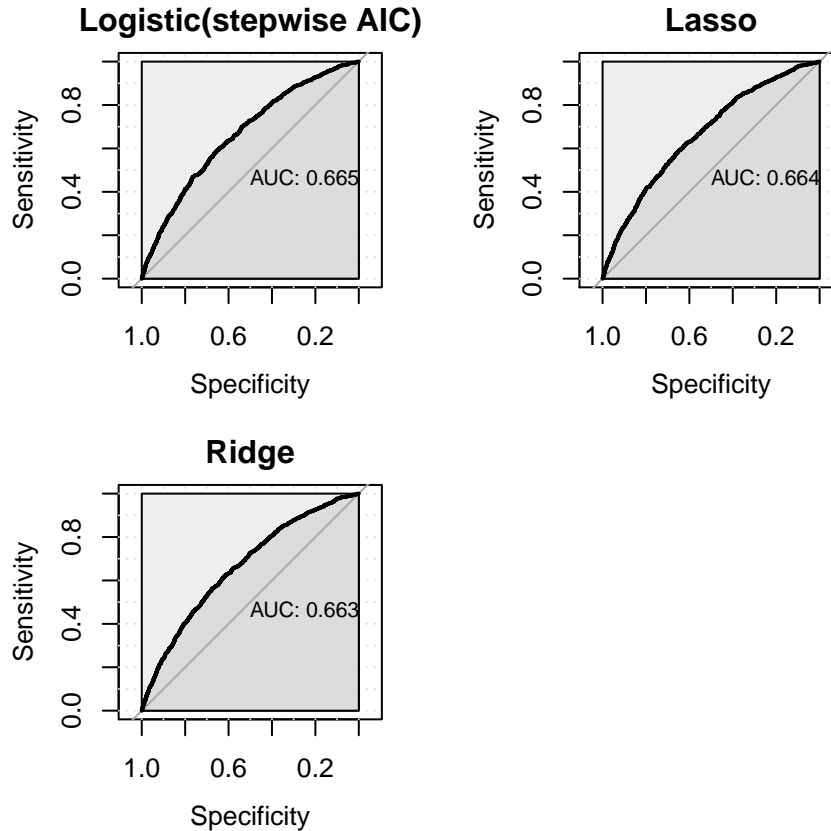 Logistic(stepwise AIC)
Sensitivity
0.0 0.4 0.8
AUC: 0.665
1.0 0.6 0.2
Specificity
Lasso
Sensitivity
0.0 0.4 0.8
AUC: 0.664
1.0 0.6 0.2
Specificity
Ridge
Sensitivity
0.0 0.4 0.8
AUC: 0.663
1.0 0.6 0.2
Specificity